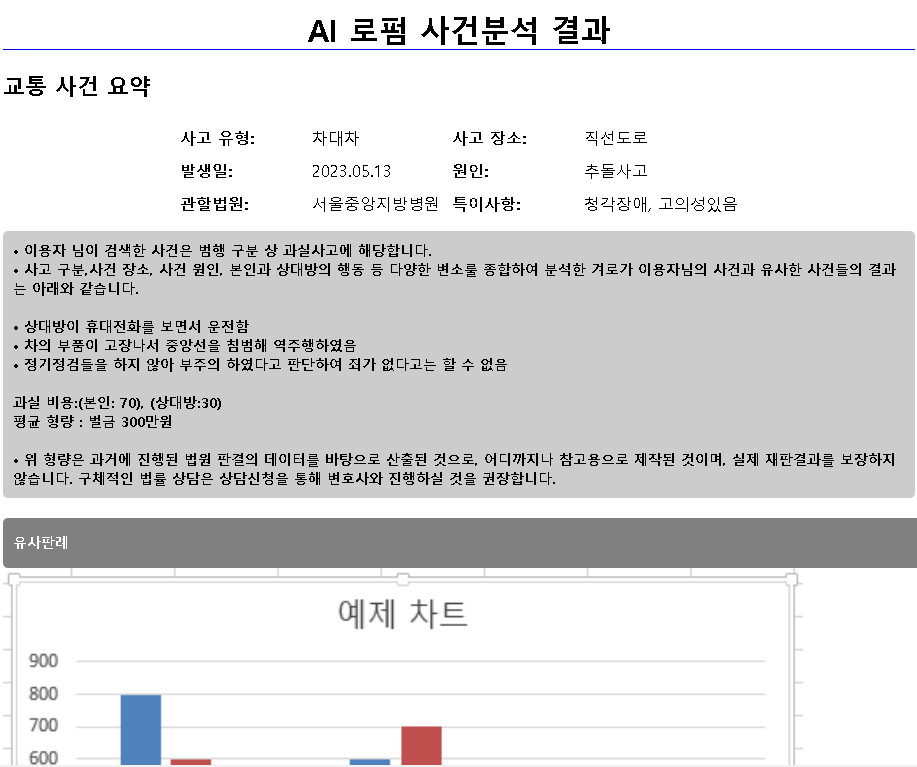 AI 로펌 사건분석 결과
교통 사건 요약
사고 유형: 차대차 사고 장소: 직선도로
발생일: 2023.05.13 원인: 추돌사고
관할법원: 서울중앙지방병원 특이사항: 청각장애, 고의성있음
• 이용자 님이 검색한 사건은 범행 구분 상 과실사고에 해당합니다.
• 사고 구분,사건 장소, 사건 원인, 본인과 상대방의 행동 등 다양한 변소룰 종합하여 분석한 겨로가 이용자님의 사건과 유사한 사건들의 결과
는 아래와 같습니다.
• 상대방이 휴대전화를 보면서 운전함
• 차의 부품이 고장나서 중앙선을 침범해 역주행하였음
• 정기정검들을 하지 않아 부주의 하였다고 판단하여 죄가 없다고는 할 수 없음
과실 비용:(본인: 70), (상대방:30)
평균 형량 : 벌금 300만원
• 위 형량은 과거에 진행된 법원 판결의 데이터를 바탕으로 산출된 것으로, 어디까지나 참고용으로 제작된 것이며, 실제 재판결과를 보장하지
않습니다. 구체적인 법률 상담은 상담신청을 통해 변호사와 진행하실 것을 권장합니다.
유사판례
예제 차트
900
800
700
600